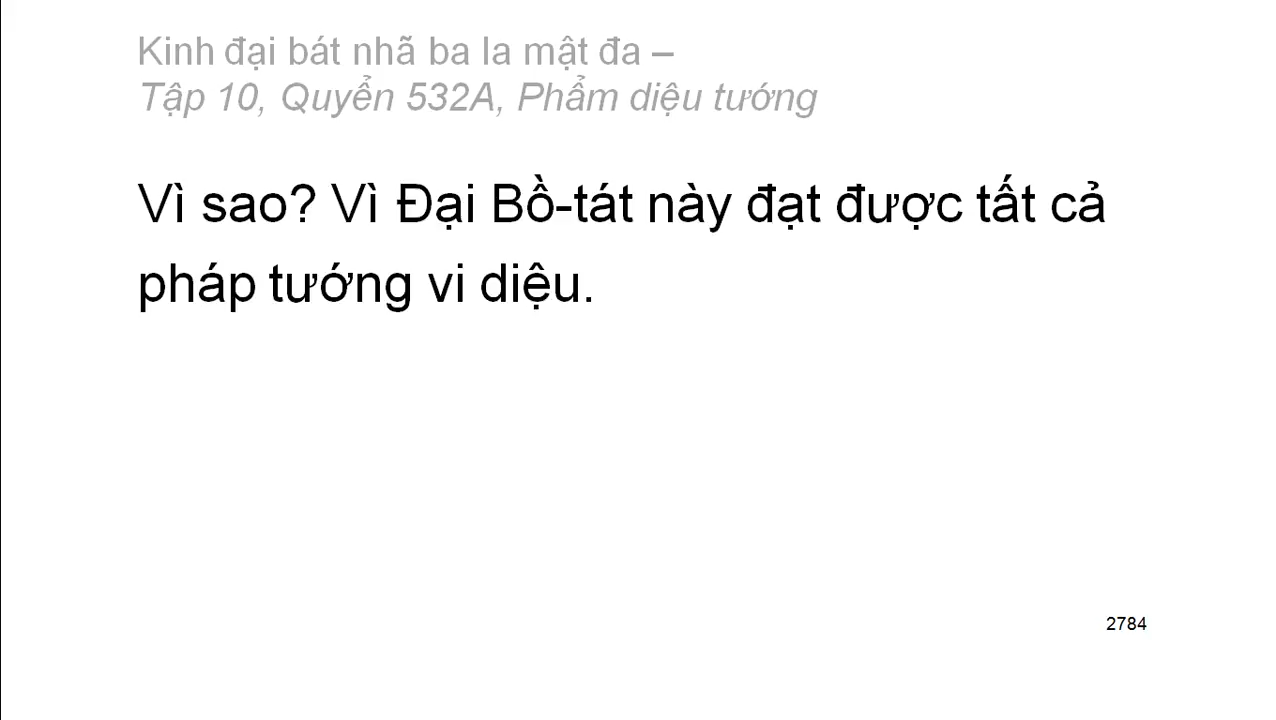 Kinh đại bát nhã ba la mật đa –
Tập 10, Quyển 532A, Phẩm diệu tướng
Vì sao? Vì Đại Bồ-tát này đạt được tất cả
pháp tướng vi diệu.
2784